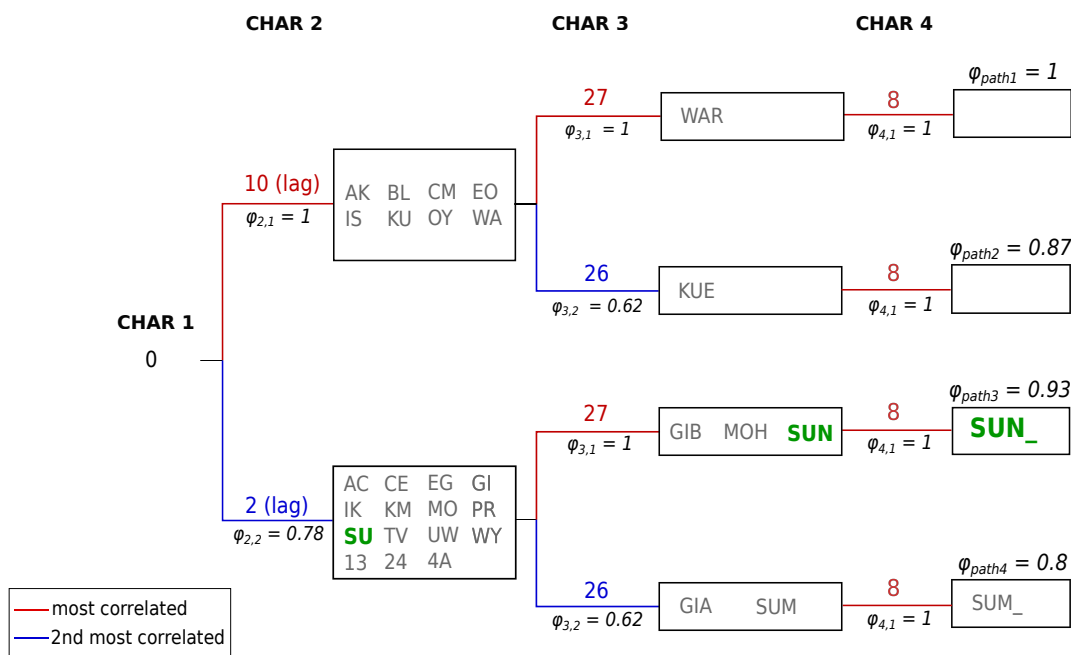 CHAR 2
CHAR 3
CHAR 4
φpath1 = 1
27
φ3,1 = 1
WAR
8
φ4,1 = 1
10 (lag)
φ2,1 = 1
AK BL CM EO
IS KU OY WA
φpath2 = 0.87
26
φ3,2 = 0.62
KUE
8
φ4,1 = 1
CHAR 1
0
φpath3 = 0.93
27
φ3,1 = 1
GIB MOH SUN
8
φ4,1 = 1
SUN_
2 (lag)
φ2,2 = 0.78
AC CE EG GI
IK KM MO PR
SU TV UW WY
13 24 4A
φpath4 = 0.8
26
φ3,2 = 0.62
GIA SUM
8
φ4,1 = 1
SUM_
most correlated
2nd most correlated